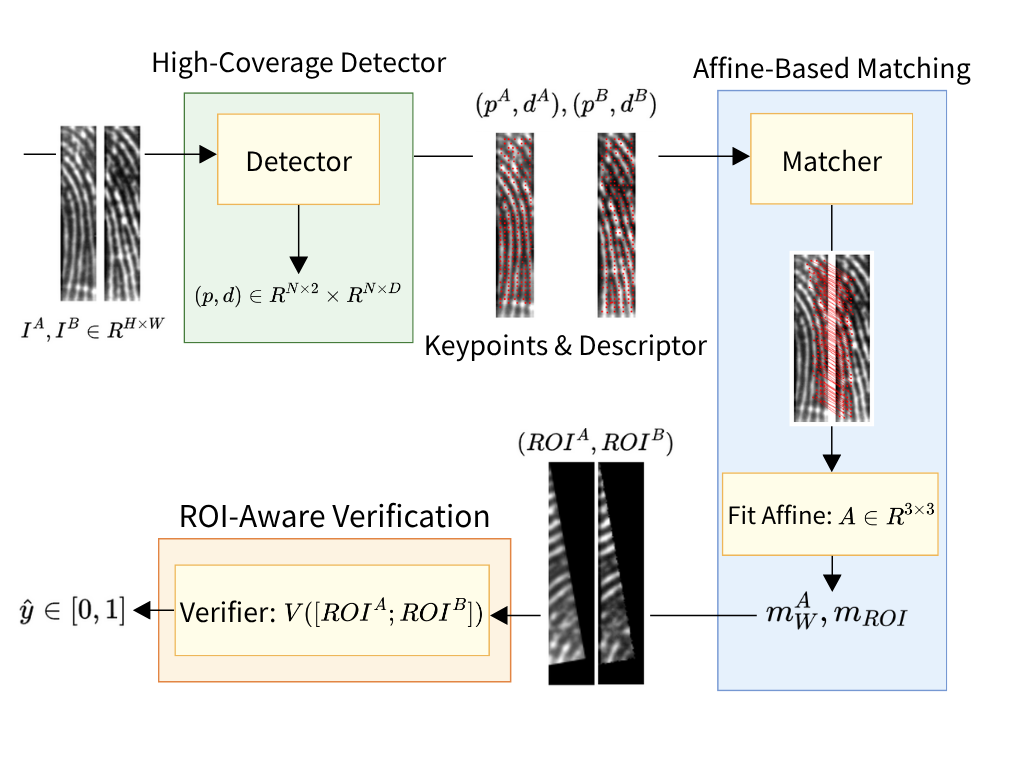 High-Coverage Detector
Detector
(p, d) ∈ R^{N×2} × R^{N×D}
I^A, I^B ∈ R^{H×W}
(p^A, d^A), (p^B, d^B)
Keypoints & Descriptor
Affine-Based Matching
Matcher
Fit Affine: A ∈ R^{3×3}
m_W^A, m_{ROI}
(ROI^A, ROI^B)
ROI-Aware Verification
Verifier: V([ROI^A; ROI^B])
ŷ ∈ [0, 1]